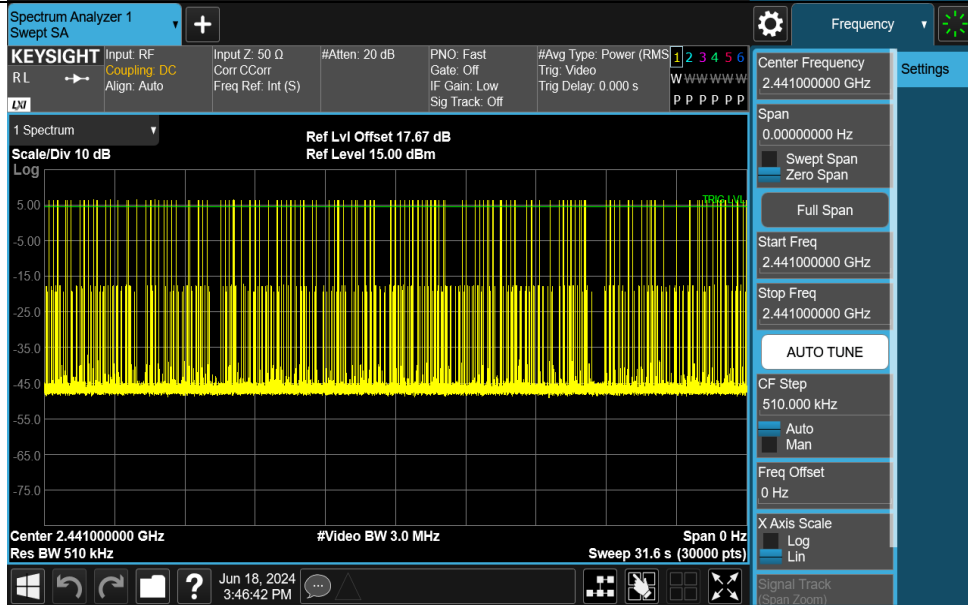 Spectrum Analyzer 1
Swept SA
+
Frequency
KEYSIGHT
RL
LXI
Input: RF
Coupling: DC
Align: Auto
Input Z: 50 Ω
Corr CCorr
Freq Ref: Int (S)
#Atten: 20 dB
PNO: Fast
Gate: Off
IF Gain: Low
Sig Track: Off
#Avg Type: Power (RMS
Trig: Video
Trig Delay: 0.000 s
1 2 3 4 5 6
W W W W W W
P P P P P P
1 Spectrum
Scale/Div 10 dB
Log
Ref Lvl Offset 17.67 dB
Ref Level 15.00 dBm
TRIG LVL
5.00
-5.00
-15.0
-25.0
-35.0
-45.0
-55.0
-65.0
-75.0
Center 2.441000000 GHz
Res BW 510 kHz
#Video BW 3.0 MHz
Span 0 Hz
Sweep 31.6 s (30000 pts)
?
Jun 18, 2024
3:46:42 PM
Center Frequency
2.441000000 GHz
Span
0.00000000 Hz
Swept Span
Zero Span
Full Span
Start Freq
2.441000000 GHz
Stop Freq
2.441000000 GHz
AUTO TUNE
CF Step
510.000 kHz
Auto
Man
Freq Offset
0 Hz
X Axis Scale
Log
Lin
Signal Track
(Span Zoom)
Settings